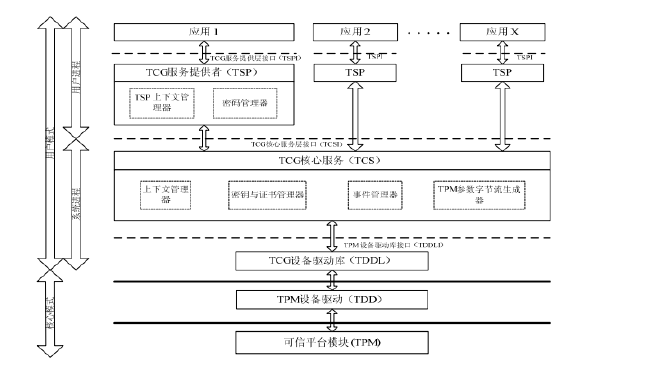 应用 1
应用 2
· · · · ·
应用 X
TCG服务提供层接口（TSPI）
TSPI
TSPI
TCG服务提供者（TSP）
TSP
TSP
TSP 上下文管
理器
密码管理器
TCG核心服务层接口（TCSI）
TCG核心服务（TCS）
上下文管理
器
密钥与证书管理器
事件管理器
TPM参数字节流生成
器
TPM设备驱动库接口（TDDLI）
TCG设备驱动库（TDDL）
TPM设备驱动（TDD）
可信平台模块(TPM)
用户进程
用户模式
系统进程
核心模式